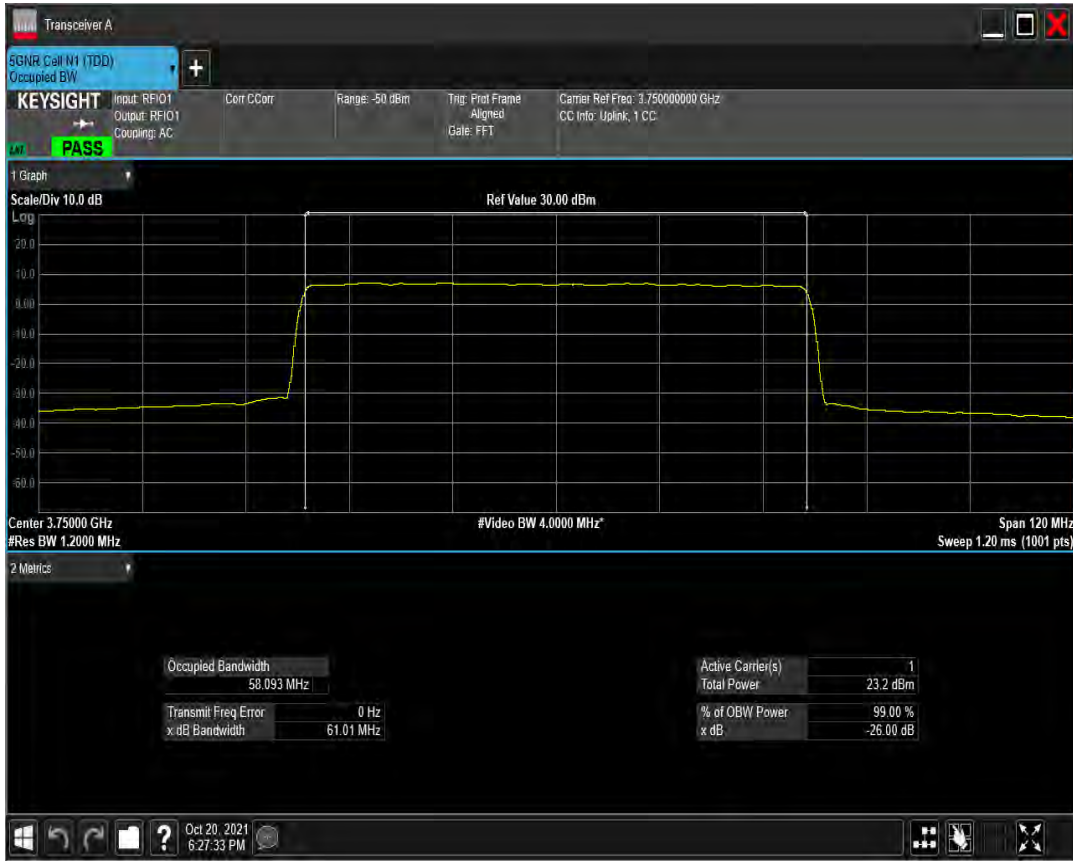 Transceiver A
5GNR Cell N1 (TDD)
Occupied BW
+
KEYSIGHT
Input: RFIO1
Output: RFIO1
Coupling: AC
Corr CCorr
Range: -50 dBm
Trig: Prot Frame
Aligned
Gate: FFT
Carrier Ref Freq: 3.750000000 GHz
CC Info: Uplink, 1 CC
PASS
1 Graph
Scale/Div 10.0 dB
Ref Value 30.00 dBm
Log
20.0
10.0
0.00
-10.0
-20.0
-30.0
-40.0
-50.0
-60.0
Center 3.75000 GHz
#Video BW 4.0000 MHz*
Span 120 MHz
#Res BW 1.2000 MHz
Sweep 1.20 ms (1001 pts)
2 Metrics
Occupied Bandwidth
58.093 MHz
Transmit Freq Error 0 Hz
x dB Bandwidth 61.01 MHz
Active Carrier(s) 1
Total Power 23.2 dBm
% of OBW Power 99.00 %
x dB -26.00 dB
?
Oct 20, 2021
6:27:33 PM